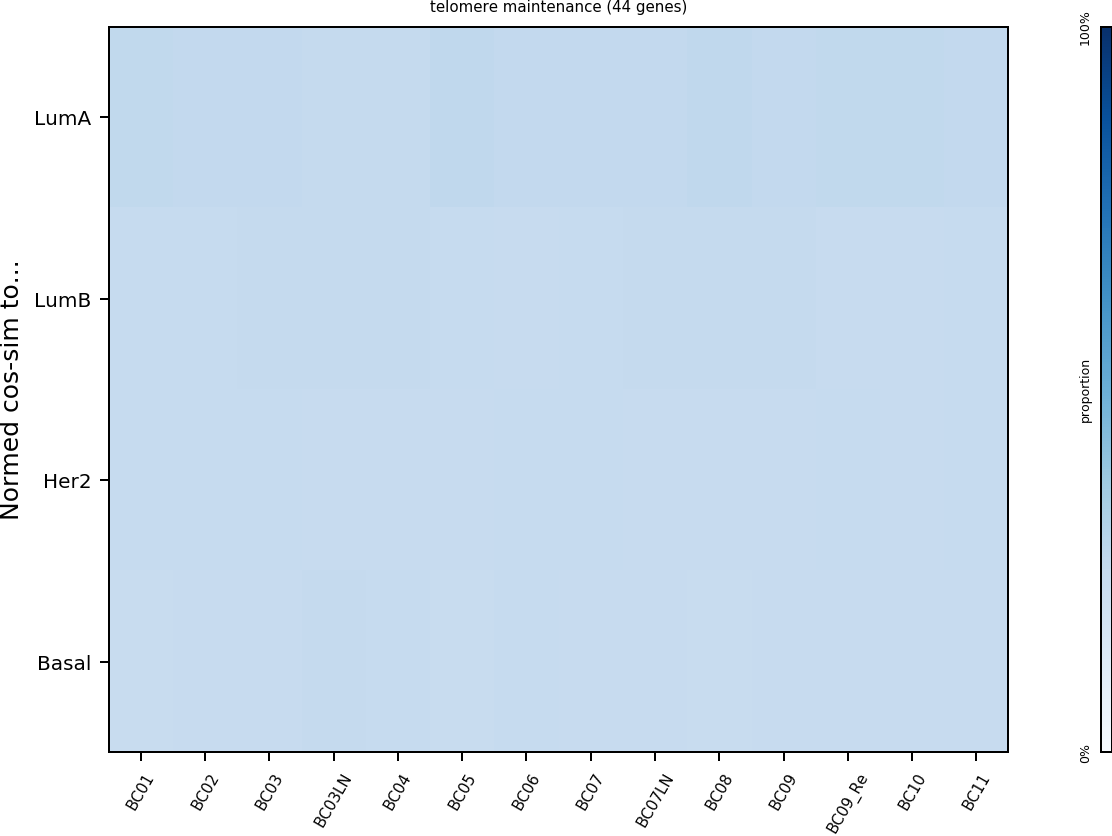 telomere maintenance (44 genes)
Normed cos-sim to...
LumA
LumB
Her2
Basal
BC01
BC02
BC03
BC03LN
BC04
BC05
BC06
BC07
BC07LN
BC08
BC09
BC09_Re
BC10
BC11
100%
proportion
0%